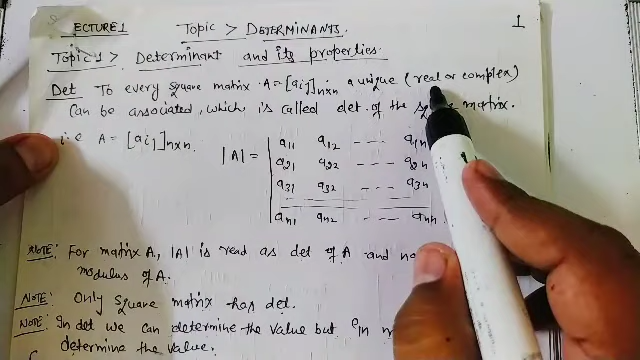 LECTURE 1
Topic > DETERMINANTS.
1
Topic 1 > Determinant and its properties.
Det To every square matrix A = [aij]nxn a unique (real or complex)
can be associated, which is called det. of the matrix.
i.e A = [aij]nxn
|A| =
a11 a12 ---- a1n
a21 a22 ---- a2n
a31 a32 --- a3n
an1 an2 -- -- ann
NOTE: For matrix A, |A| is read as det of A and
modulus of A.
NOTE: Only square matrix has det.
NOTE: In det we can determine the value but in
determine the value.